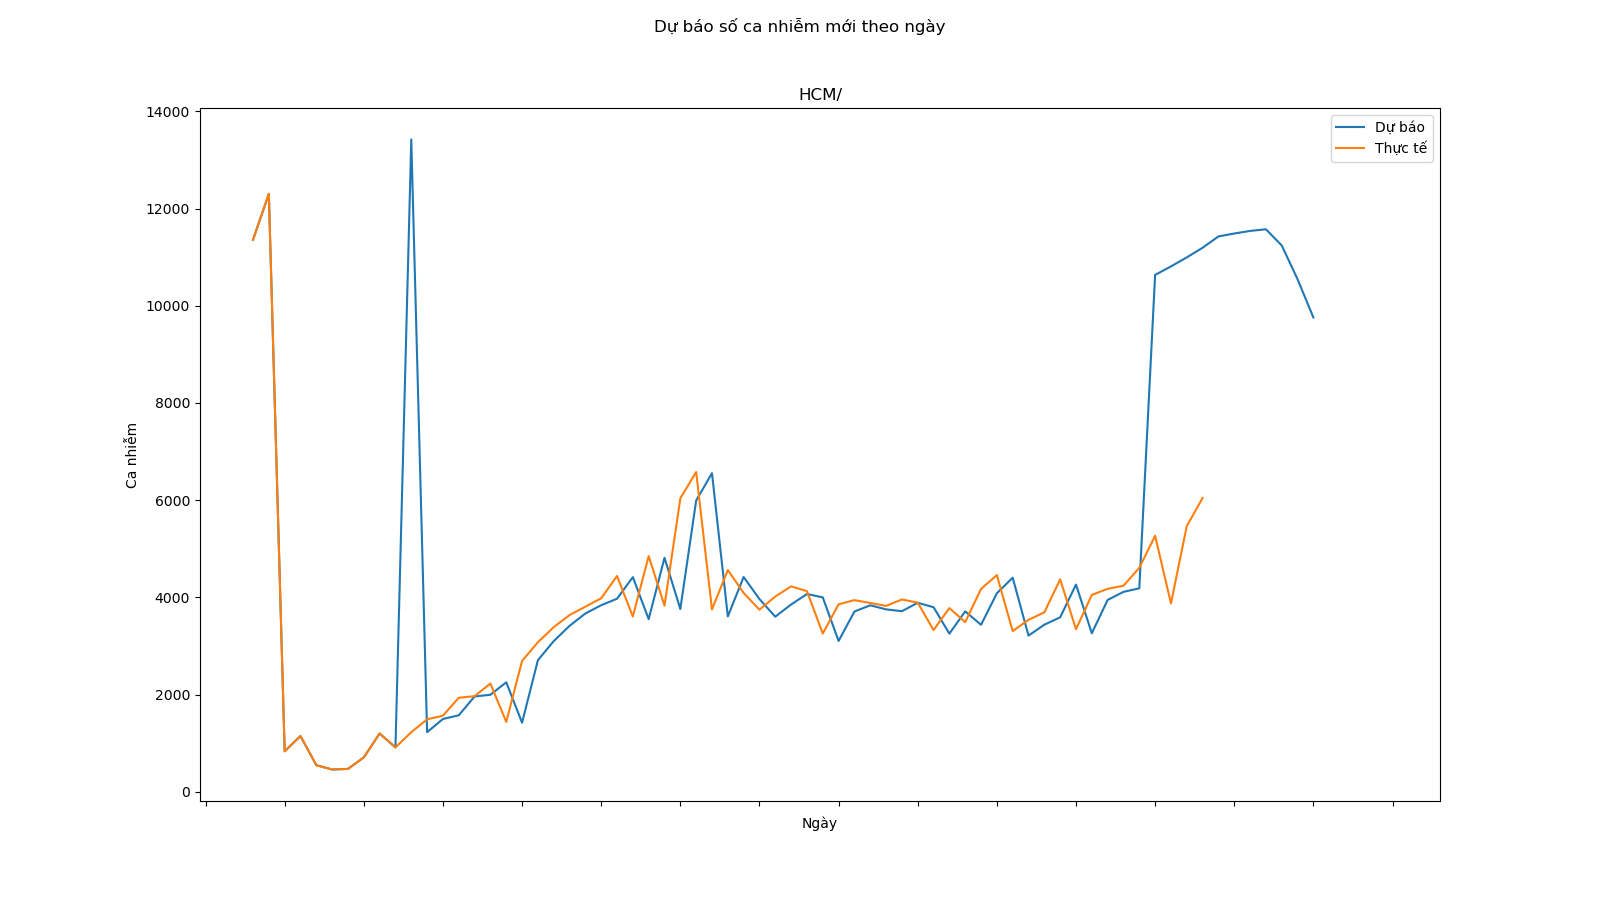 Dự báo số ca nhiễm mới theo ngày
HCM/
14000
12000
10000
8000
6000
4000
2000
0
Ca nhiễm
Dự báo
Thực tế
Ngày